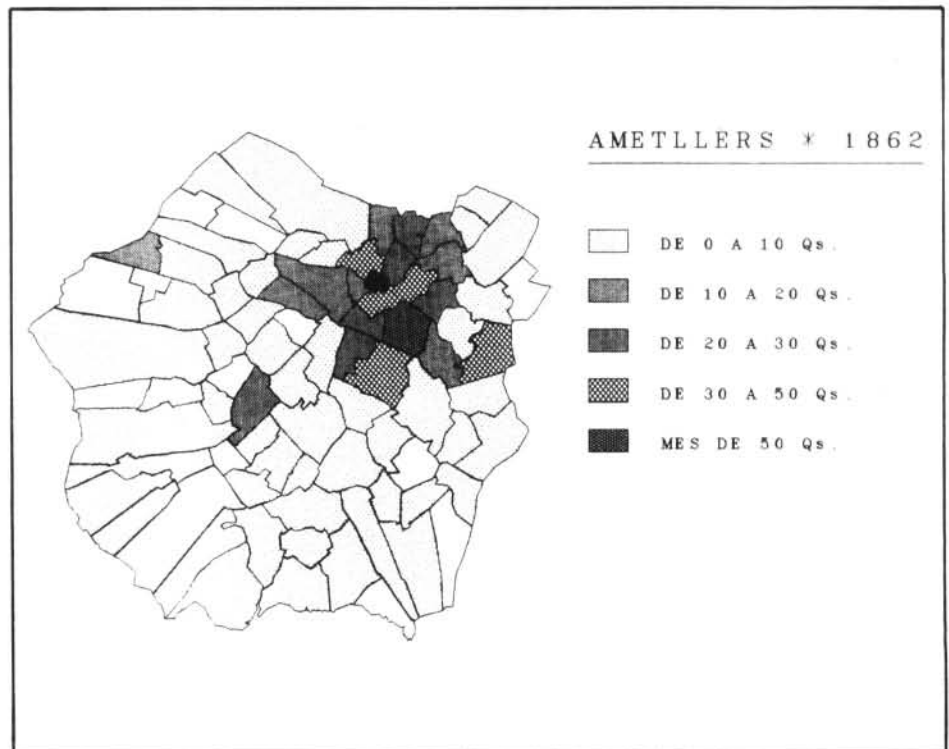 AMETLLERS * 1862
DE 0 A 10 Qs.
DE 10 A 20 Qs.
DE 20 A 30 Qs.
DE 30 A 50 Qs.
MES DE 50 Qs.